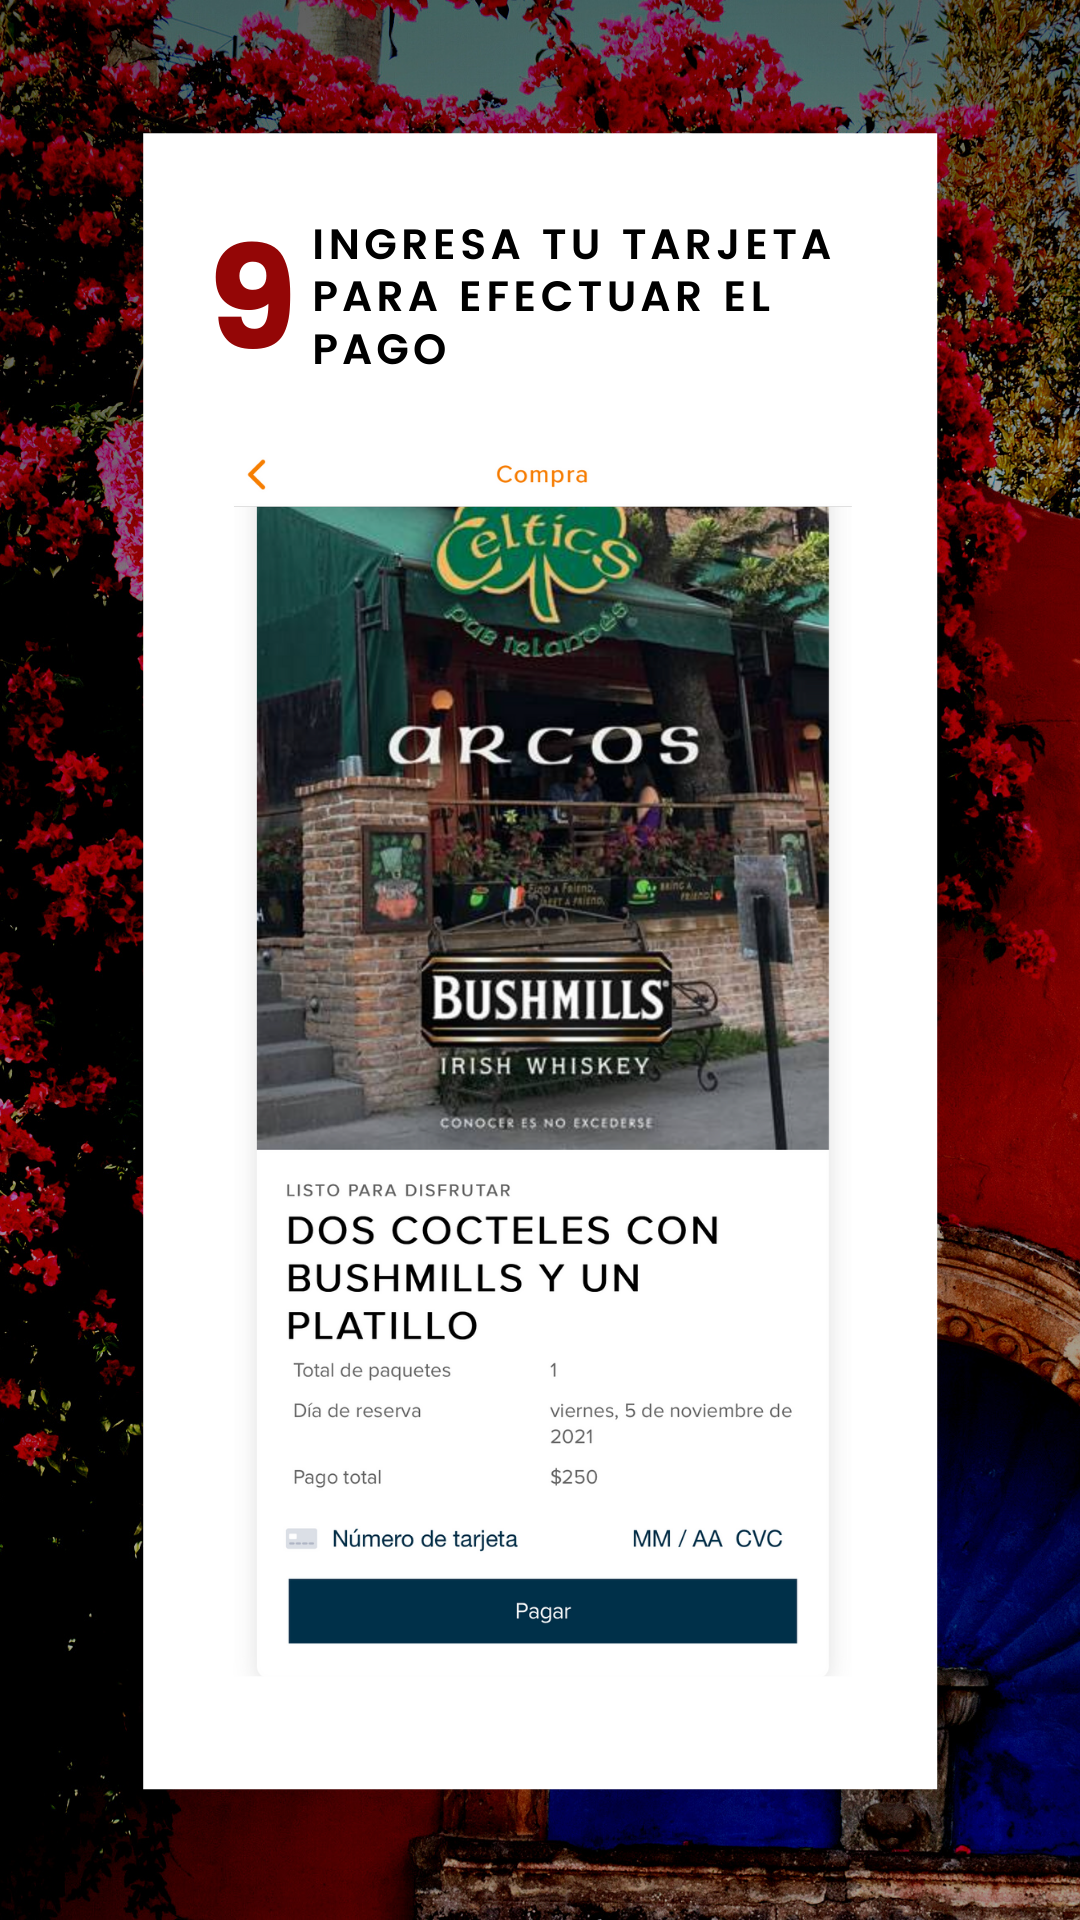 9
INGRESA TU TARJETA
PARA EFECTUAR EL
PAGO
Compra
Celtics
PUB IRLANDÉS
ARCOS
FIND A FRIEND,
MEET A FRIEND,
BRING A
FRIEND!
BUSHMILLS
IRISH WHISKEY
CONOCER ES NO EXCEDERSE
LISTO PARA DISFRUTAR
DOS COCTELES CON
BUSHMILLS Y UN
PLATILLO
Total de paquetes 1
Día de reserva viernes, 5 de noviembre de
2021
Pago total $250
Número de tarjeta MM / AA CVC
Pagar